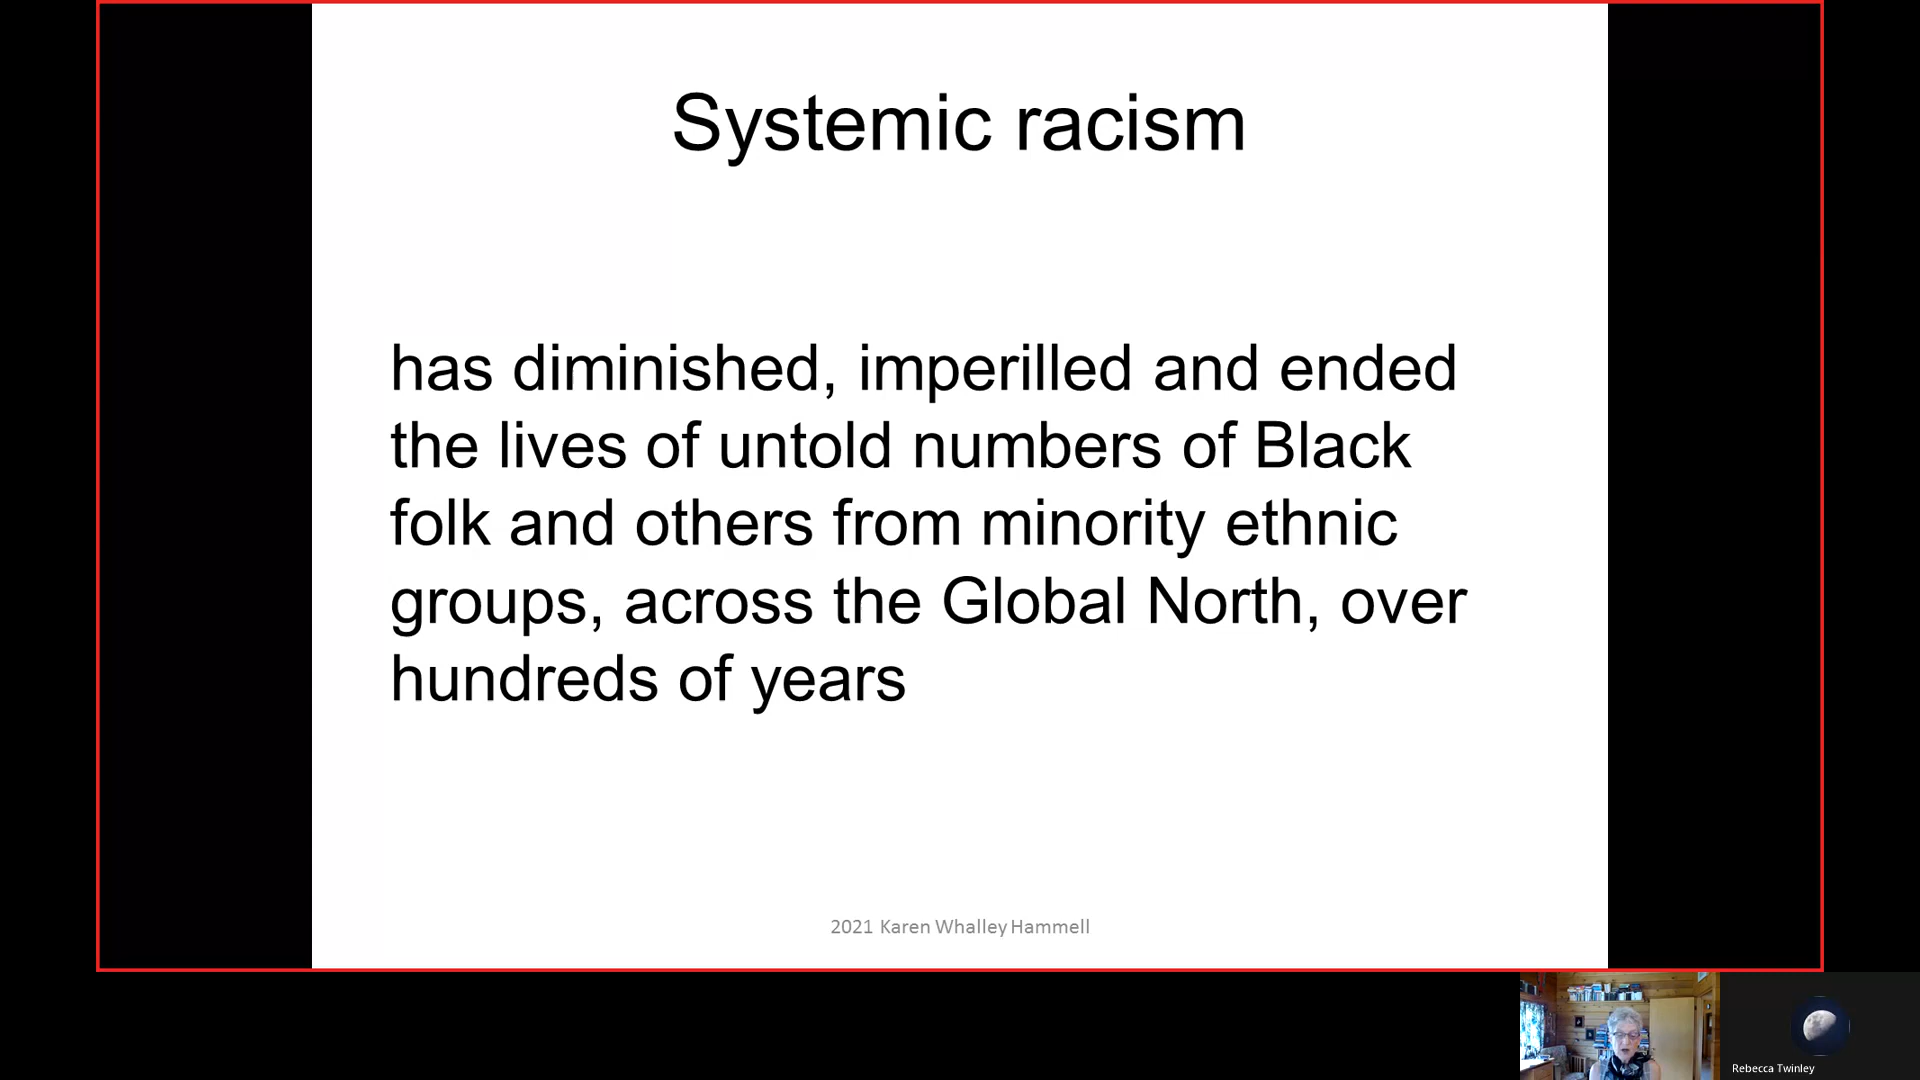 Systemic racism
has diminished, imperilled and ended
the lives of untold numbers of Black
folk and others from minority ethnic
groups, across the Global North, over
hundreds of years
2021 Karen Whalley Hammell
Rebecca Twinley